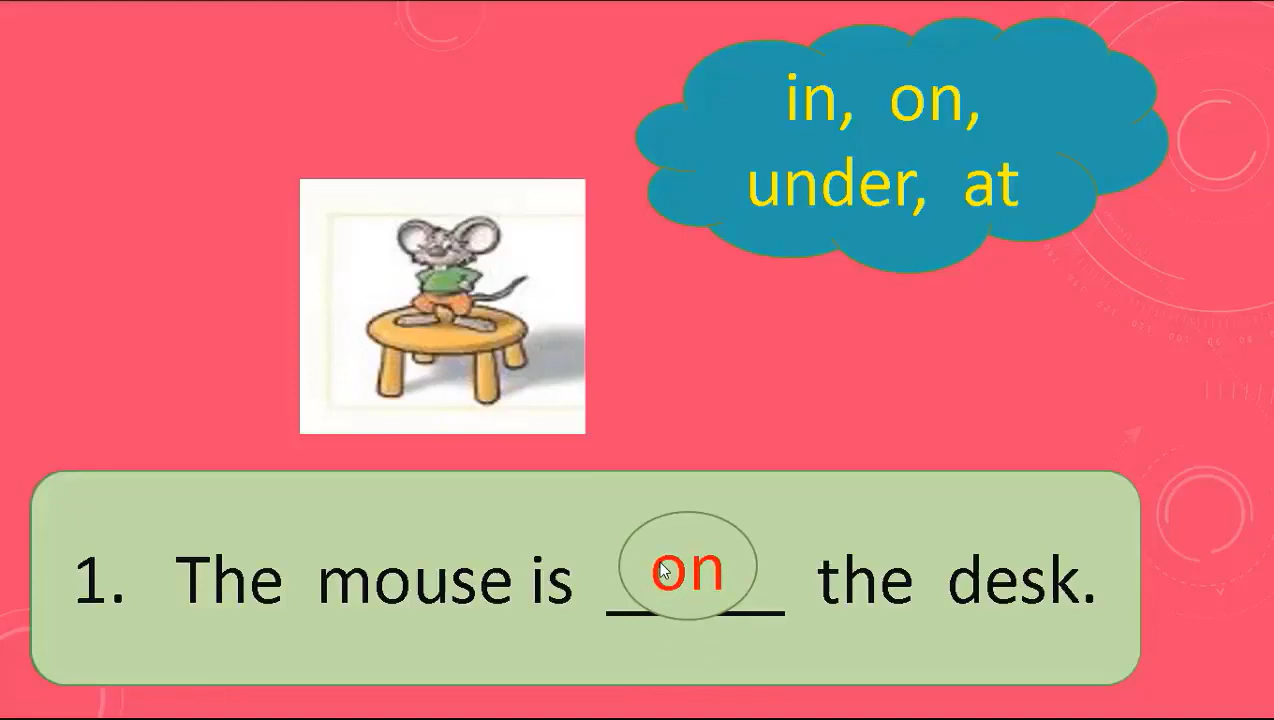 in, on,
under, at
1. The mouse is on the desk.